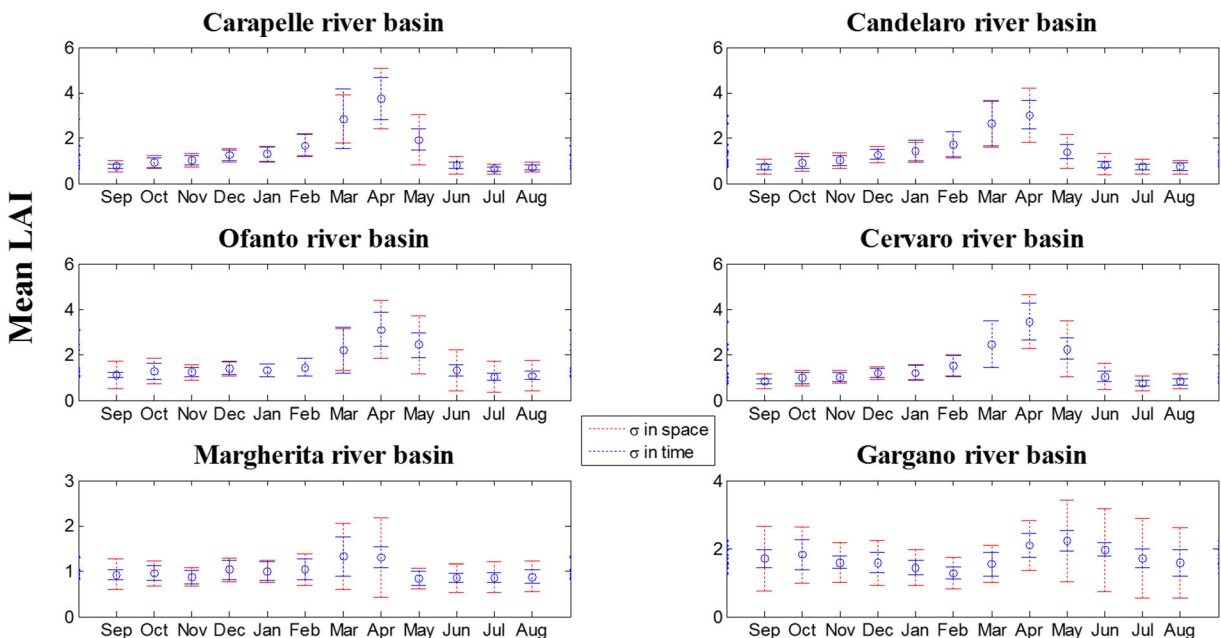 Carapelle river basin
Candelaro river basin
6
4
2
0
Sep Oct Nov Dec Jan Feb Mar Apr May Jun Jul Aug
6
4
2
0
Sep Oct Nov Dec Jan Feb Mar Apr May Jun Jul Aug
Mean LAI
Ofanto river basin
Cervaro river basin
6
4
2
0
Sep Oct Nov Dec Jan Feb Mar Apr May Jun Jul Aug
6
4
2
0
Sep Oct Nov Dec Jan Feb Mar Apr May Jun Jul Aug
σ in space
σ in time
Margherita river basin
Gargano river basin
3
2
1
0
Sep Oct Nov Dec Jan Feb Mar Apr May Jun Jul Aug
4
2
0
Sep Oct Nov Dec Jan Feb Mar Apr May Jun Jul Aug